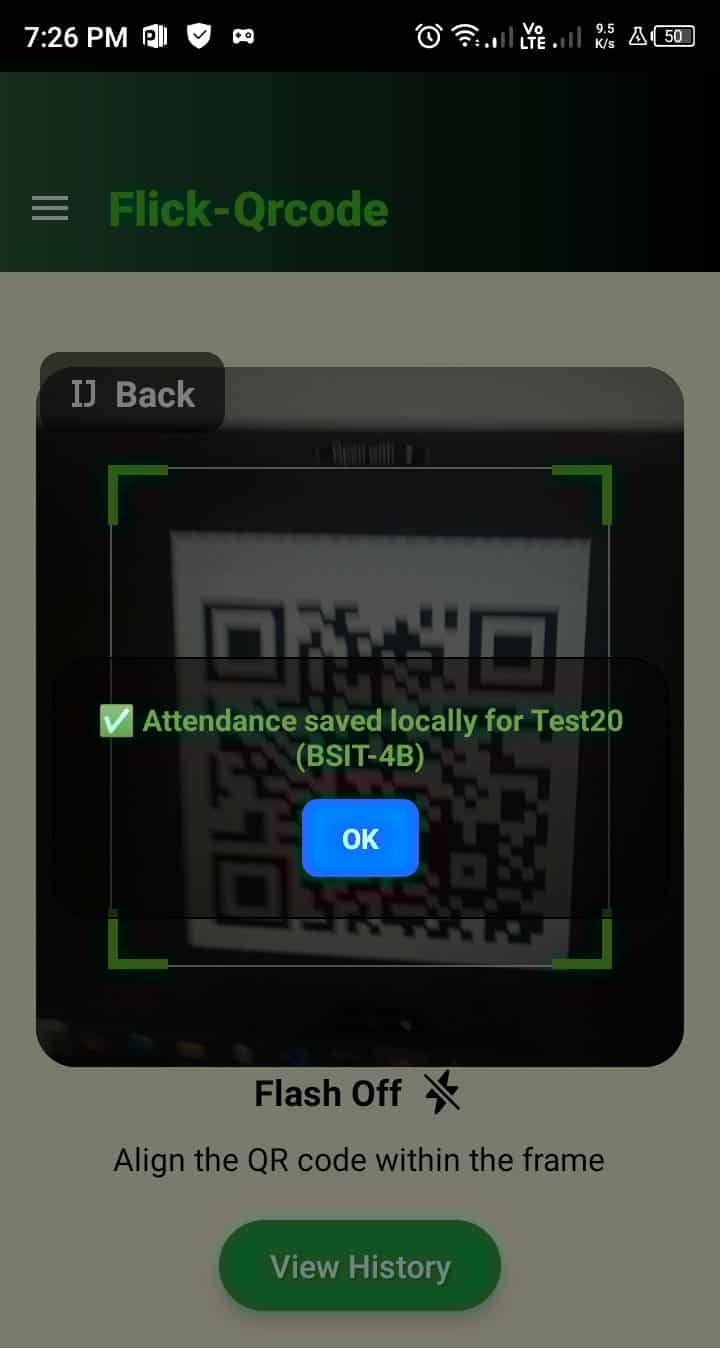 7:26 PM
Vo
LTE
9.5
K/s
50
Flick-Qrcode
Back
✅ Attendance saved locally for Test20
(BSIT-4B)
OK
Flash Off
Align the QR code within the frame
View History